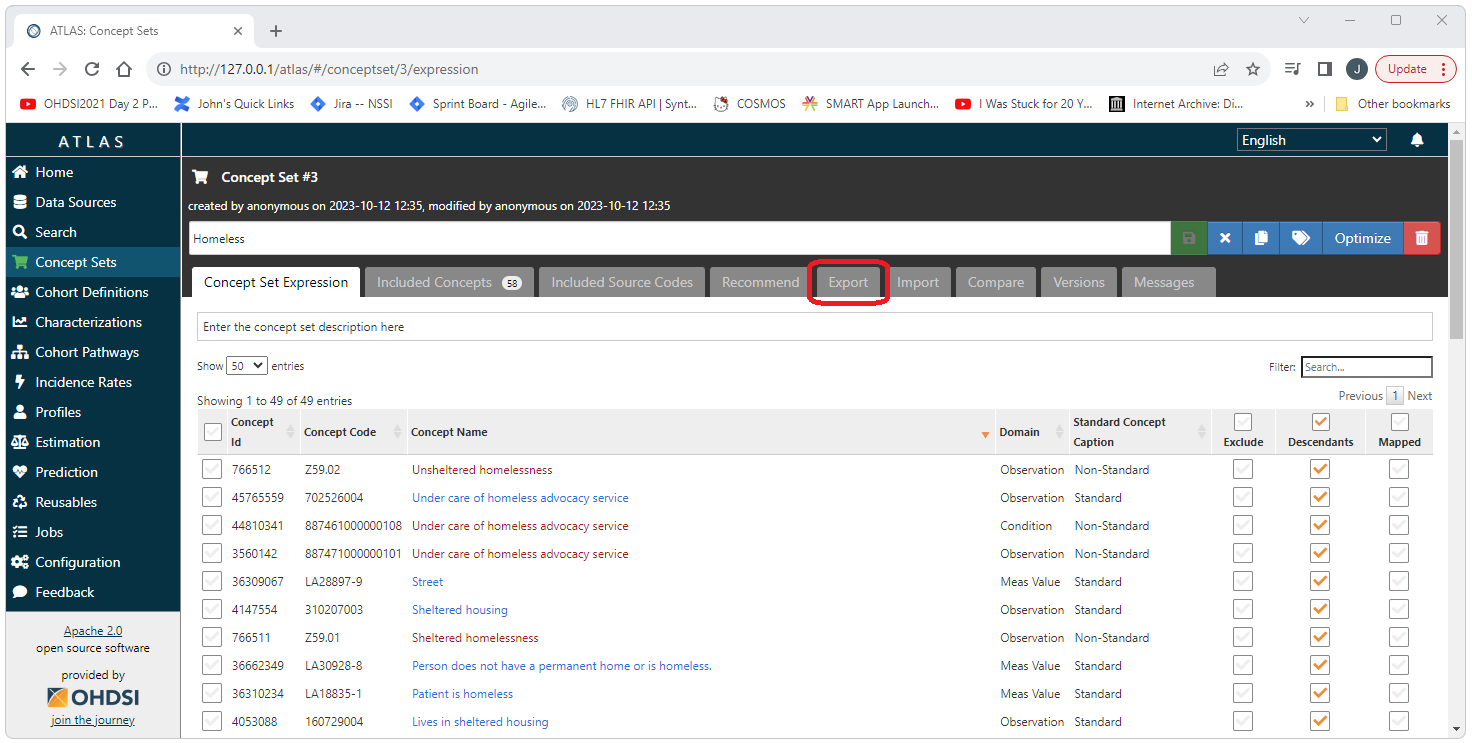 ATLAS: Concept Sets
http://127.0.0.1/atlas/#/conceptset/3/expression
J
Update
OHDSI2021 Day 2 P...
John's Quick Links
Jira -- NSSI
Sprint Board - Agile...
HL7 FHIR API | Synt...
COSMOS
SMART App Launch...
I Was Stuck for 20 Y...
Internet Archive: Di...
»
Other bookmarks
ATLAS
English
Home
Data Sources
Search
Concept Sets
Cohort Definitions
Characterizations
Cohort Pathways
Incidence Rates
Profiles
Estimation
Prediction
Reusables
Jobs
Configuration
Feedback
Apache 2.0
open source software
provided by
OHDSI
join the journey
Concept Set #3
created by anonymous on 2023-10-12 12:35, modified by anonymous on 2023-10-12 12:35
Homeless
Optimize
Concept Set Expression
Included Concepts 58
Included Source Codes
Recommend
Export
Import
Compare
Versions
Messages
Enter the concept set description here
Show 50 entries
Filter: Search...
Showing 1 to 49 of 49 entries
Previous 1 Next
Concept Id Concept Code Concept Name Domain Standard Concept Caption Exclude Descendants Mapped
766512 Z59.02 Unsheltered homelessness Observation Non-Standard
45765559 702526004 Under care of homeless advocacy service Observation Standard
44810341 887461000000108 Under care of homeless advocacy service Condition Non-Standard
3560142 887471000000101 Under care of homeless advocacy service Observation Non-Standard
36309067 LA28897-9 Street Meas Value Standard
4147554 310207003 Sheltered housing Observation Standard
766511 Z59.01 Sheltered homelessness Observation Non-Standard
36662349 LA30928-8 Person does not have a permanent home or is homeless. Meas Value Standard
36310234 LA18835-1 Patient is homeless Meas Value Standard
4053088 160729004 Lives in sheltered housing Observation Standard